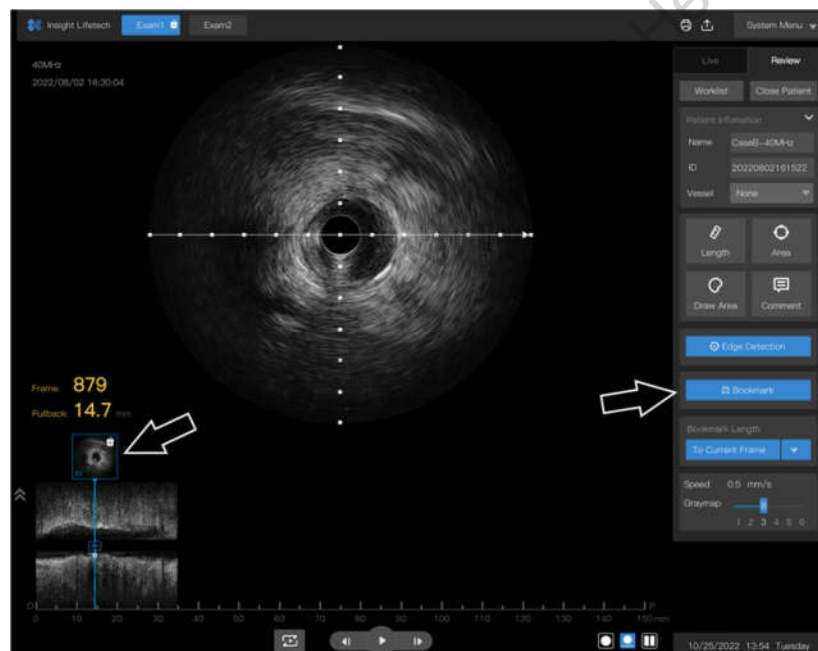 Insight Lifetech Exam1 Exam2 System Menu
40MHz
2022/08/02 16:30:04
Live Review
Worklist Close Patient
Patient Infomation
Name CaseB-40MHz
ID 20220802161522
Vessel None
Length Area
Draw Area Comment
Edge Detection
Bookmark
Bookmark Length
To Current Frame
Speed 0.5 mm/s
Graymap
1 2 3 4 5 6
Frame: 879
Pullback: 14.7 mm
D P
0 10 20 30 40 50 60 70 80 90 100 110 120 130 140 150 mm
10/25/2022 13:54 Tuesday